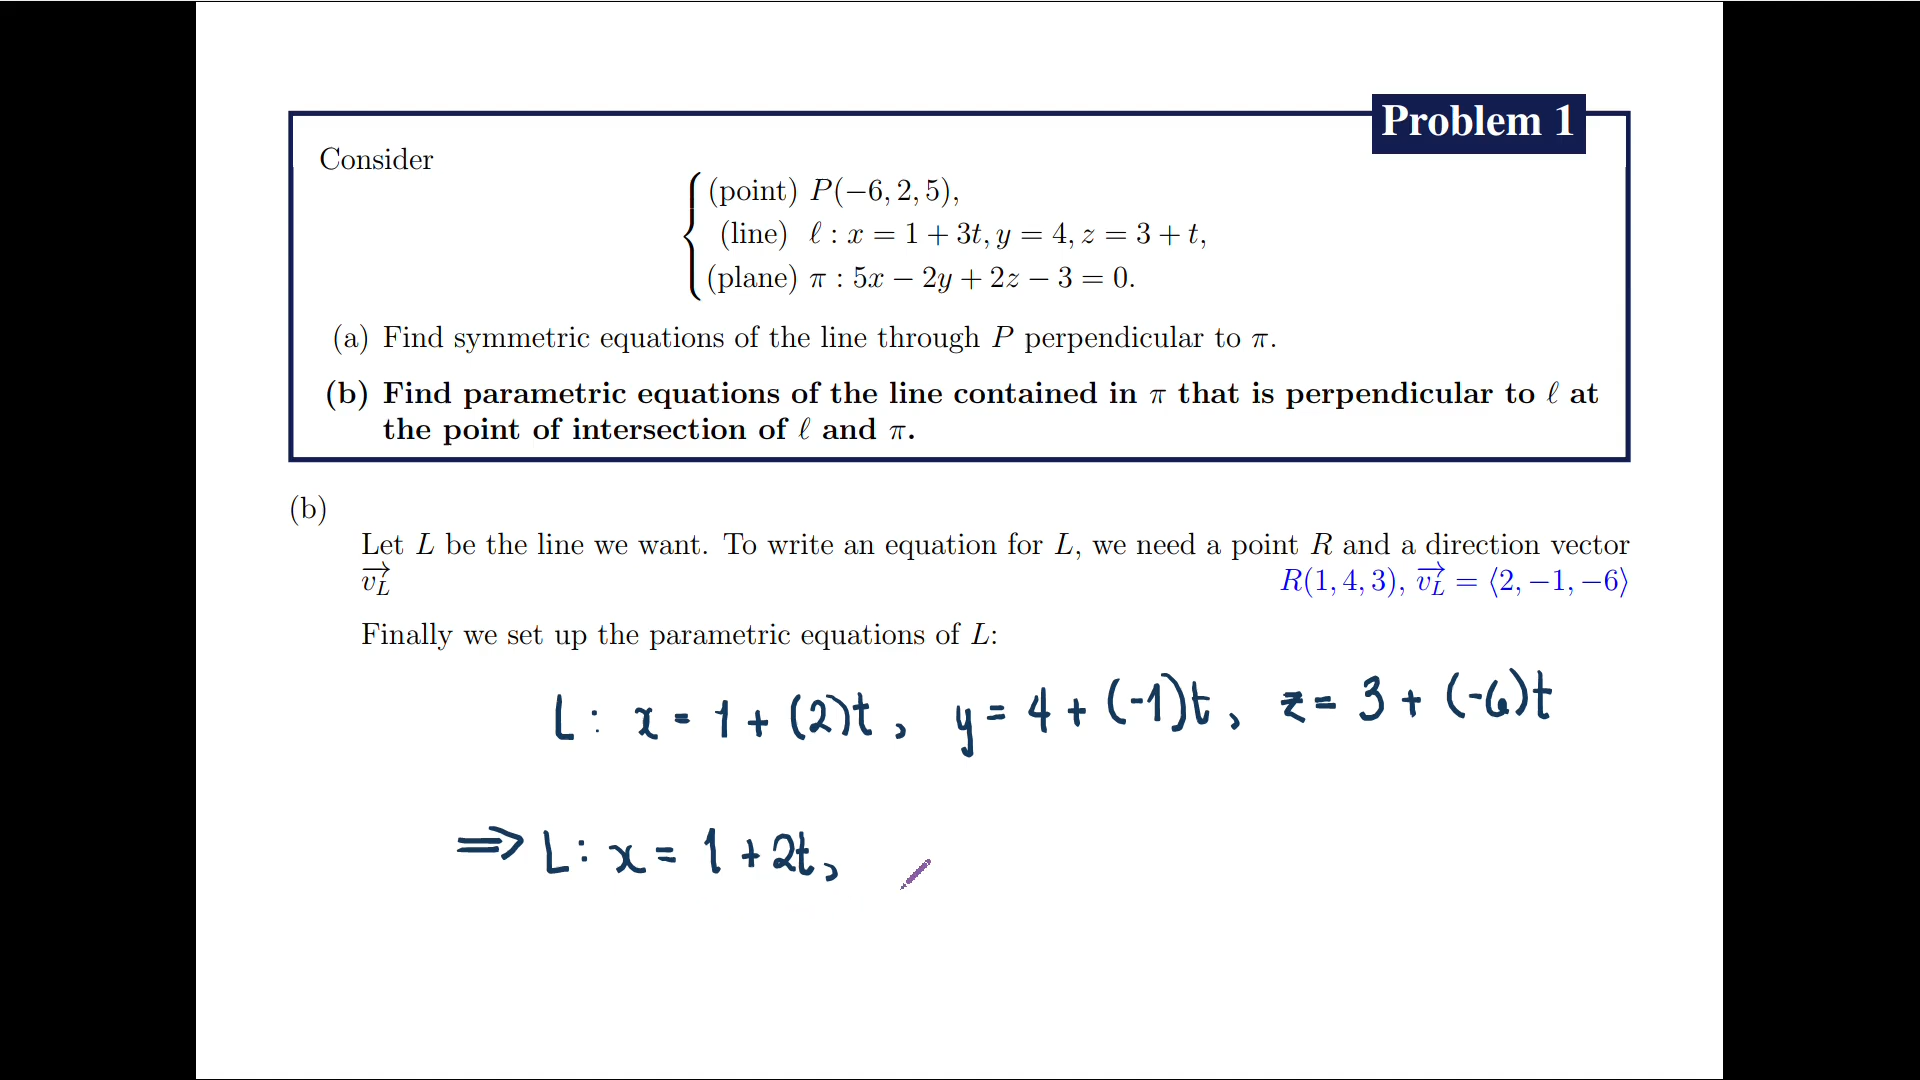 Problem 1
Consider
(point) P(−6, 2, 5),
(line) ℓ : x = 1 + 3t, y = 4, z = 3 + t,
(plane) π : 5x − 2y + 2z − 3 = 0.
(a) Find symmetric equations of the line through P perpendicular to π.
(b) Find parametric equations of the line contained in π that is perpendicular to ℓ at
the point of intersection of ℓ and π.
(b)
Let L be the line we want. To write an equation for L, we need a point R and a direction vector
$\overrightarrow{v_L}$ R(1, 4, 3), $\overrightarrow{v_L}$ = ⟨2, −1, −6⟩
Finally we set up the parametric equations of L:
L: x = 1 + (2)t, y = 4 + (-1)t, z = 3 + (-6)t
⟹ L: x = 1 + 2t,